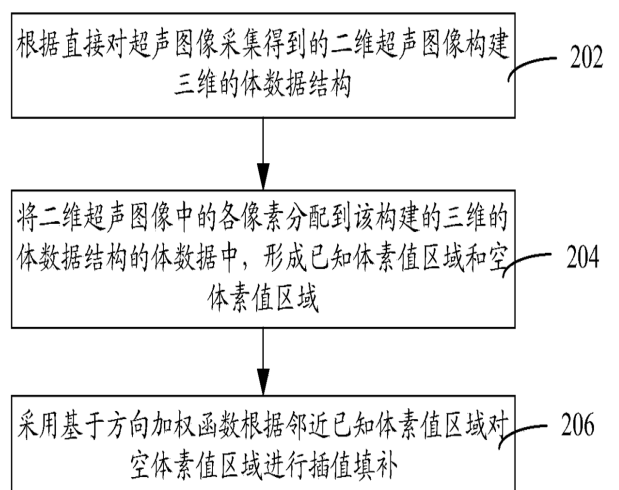 根据直接对超声图像采集得到的二维超声图像构建
三维的体数据结构
202
将二维超声图像中的各像素分配到该构建的三维的
体数据结构的体数据中，形成已知体素值区域和空
体素值区域
204
采用基于方向加权函数根据邻近已知体素值区域对
空体素值区域进行插值填补
206